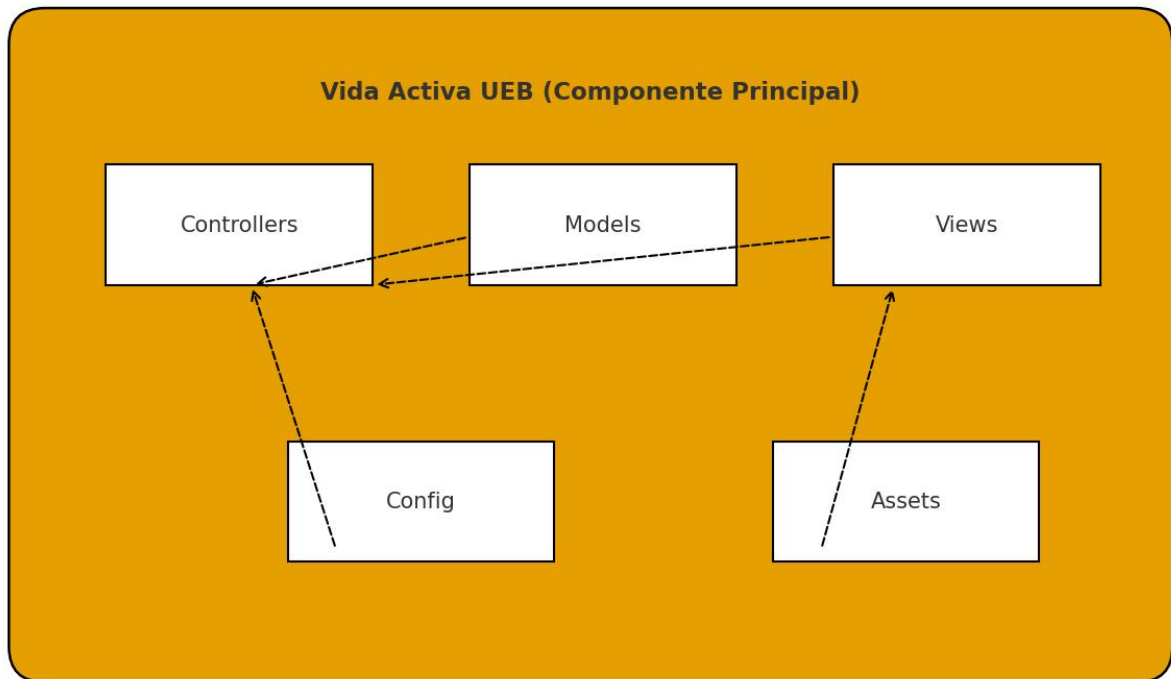 Vida Activa UEB (Componente Principal)
Controllers
Models
Views
Config
Assets